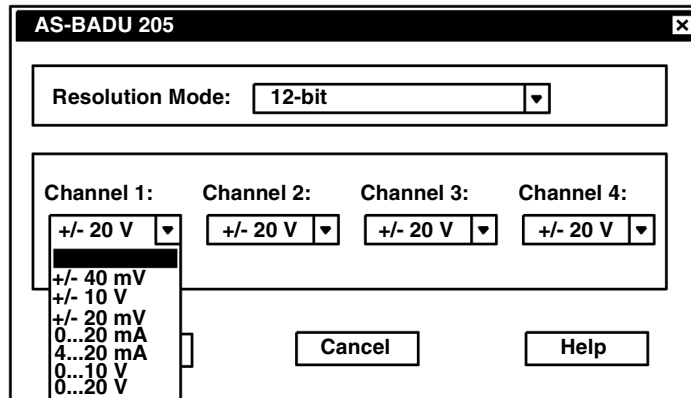 AS-BADU 205
Resolution Mode: 12-bit
Channel 1: Channel 2: Channel 3: Channel 4:
+/- 20 V +/- 20 V +/- 20 V +/- 20 V
+/- 40 mV
+/- 10 V
+/- 20 mV
0...20 mA
4...20 mA
0...10 V
0...20 V
Cancel Help